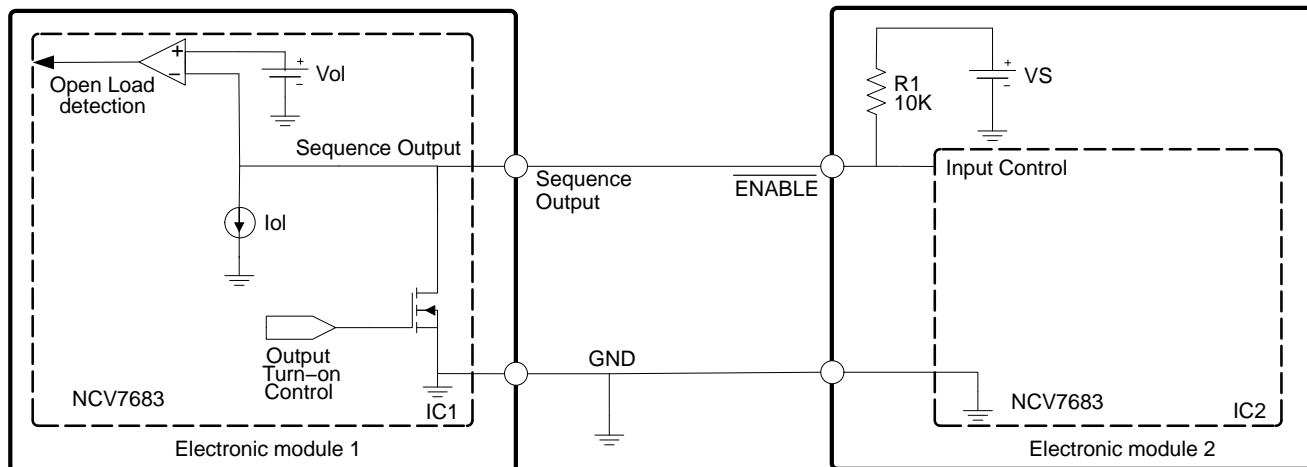 +
−
Open Load
detection
+
−
Vol
Sequence Output
Iol
Output
Turn−on
Control
NCV7683
IC1
Electronic module 1
Sequence
Output
ENABLE
GND
R1
10K
+
−
VS
Input Control
NCV7683
IC2
Electronic module 2